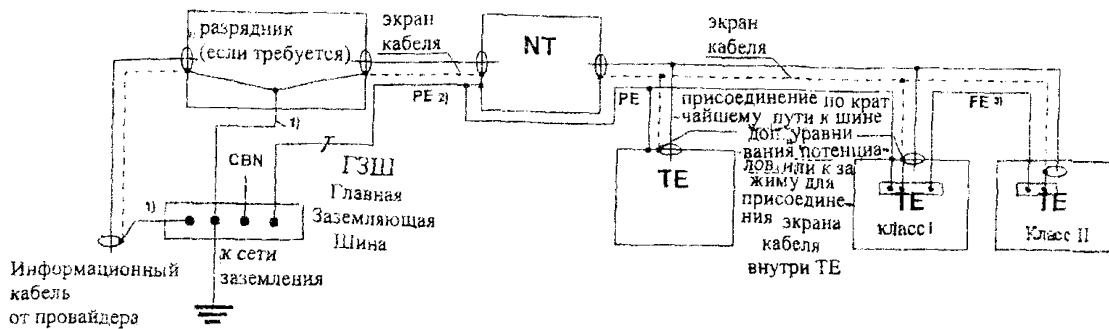 разрядник
(если требуется)
экран
кабеля
NT
экран
кабеля
PE 2)
PE
FE 3)
1)
CBN
ГЗШ
Главная
Заземляющая
Шина
1)
к сети
заземления
Информационный
кабель
от провайдера
присоединение по крат
чайшему пути к шине
доп. уравни
вания потенциа-
лов или к за
жиму для
присоедине-
ния экрана
кабеля
внутри TE
TE
TE
класс I
TE
Класс II